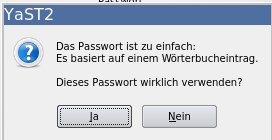 YaST2
Das Passwort ist zu einfach:
Es basiert auf einem Wörterbucheintrag.
Dieses Passwort wirklich verwenden?
Ja
Nein